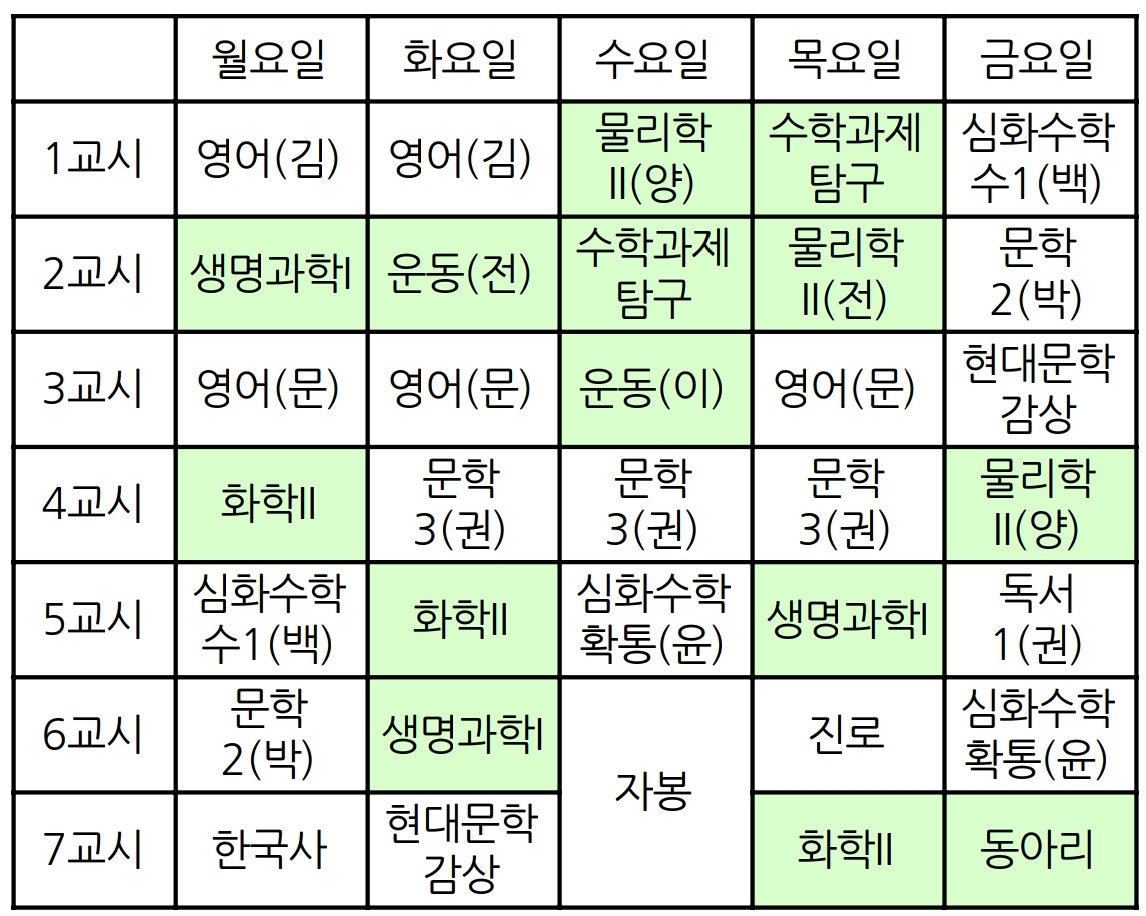 월요일
화요일
수요일
목요일
금요일
1교시
영어(김)
영어(김)
물리학
II(양)
수학과제
탐구
심화수학
수1(백)
2교시
생명과학I
운동(전)
수학과제
탐구
물리학
II(전)
문학
2(박)
3교시
영어(문)
영어(문)
운동(이)
영어(문)
현대문학
감상
4교시
화학II
문학
3(권)
문학
3(권)
문학
3(권)
물리학
II(양)
5교시
심화수학
수1(백)
화학II
심화수학
확통(윤)
생명과학I
독서
1(권)
6교시
문학
2(박)
생명과학I
자봉
진로
심화수학
확통(윤)
7교시
한국사
현대문학
감상
화학II
동아리